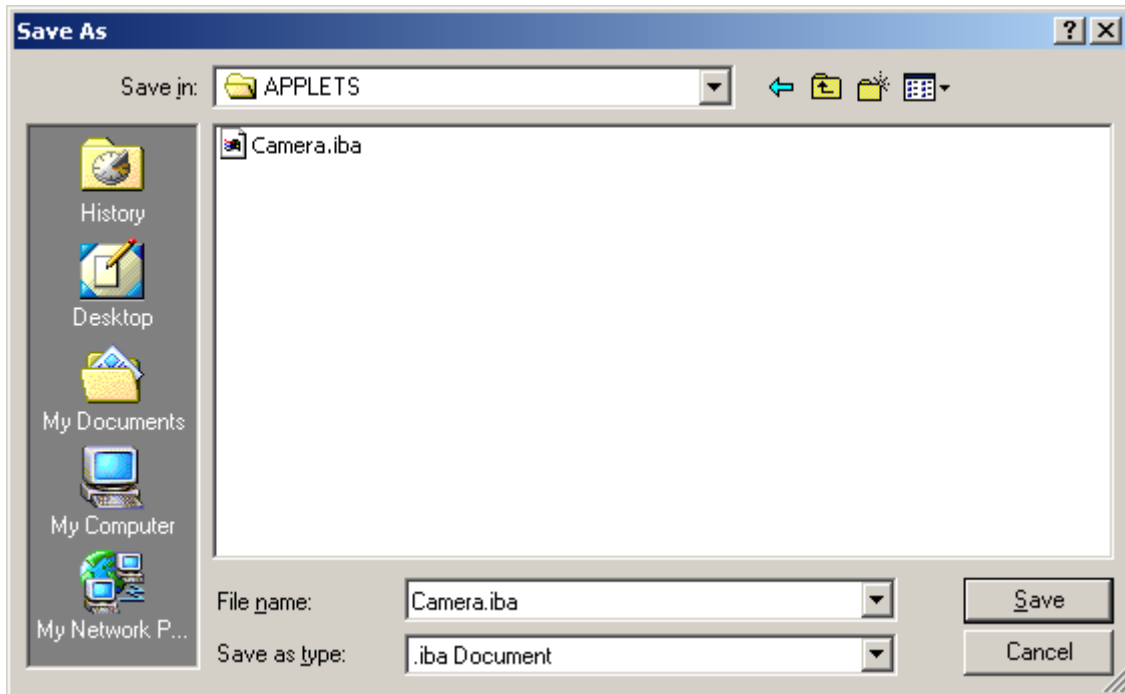 Save As
Save in:
APPLETS
Camera.iba
History
Desktop
My Documents
My Computer
My Network P...
File name:
Camera.iba
Save
Save as type:
.iba Document
Cancel